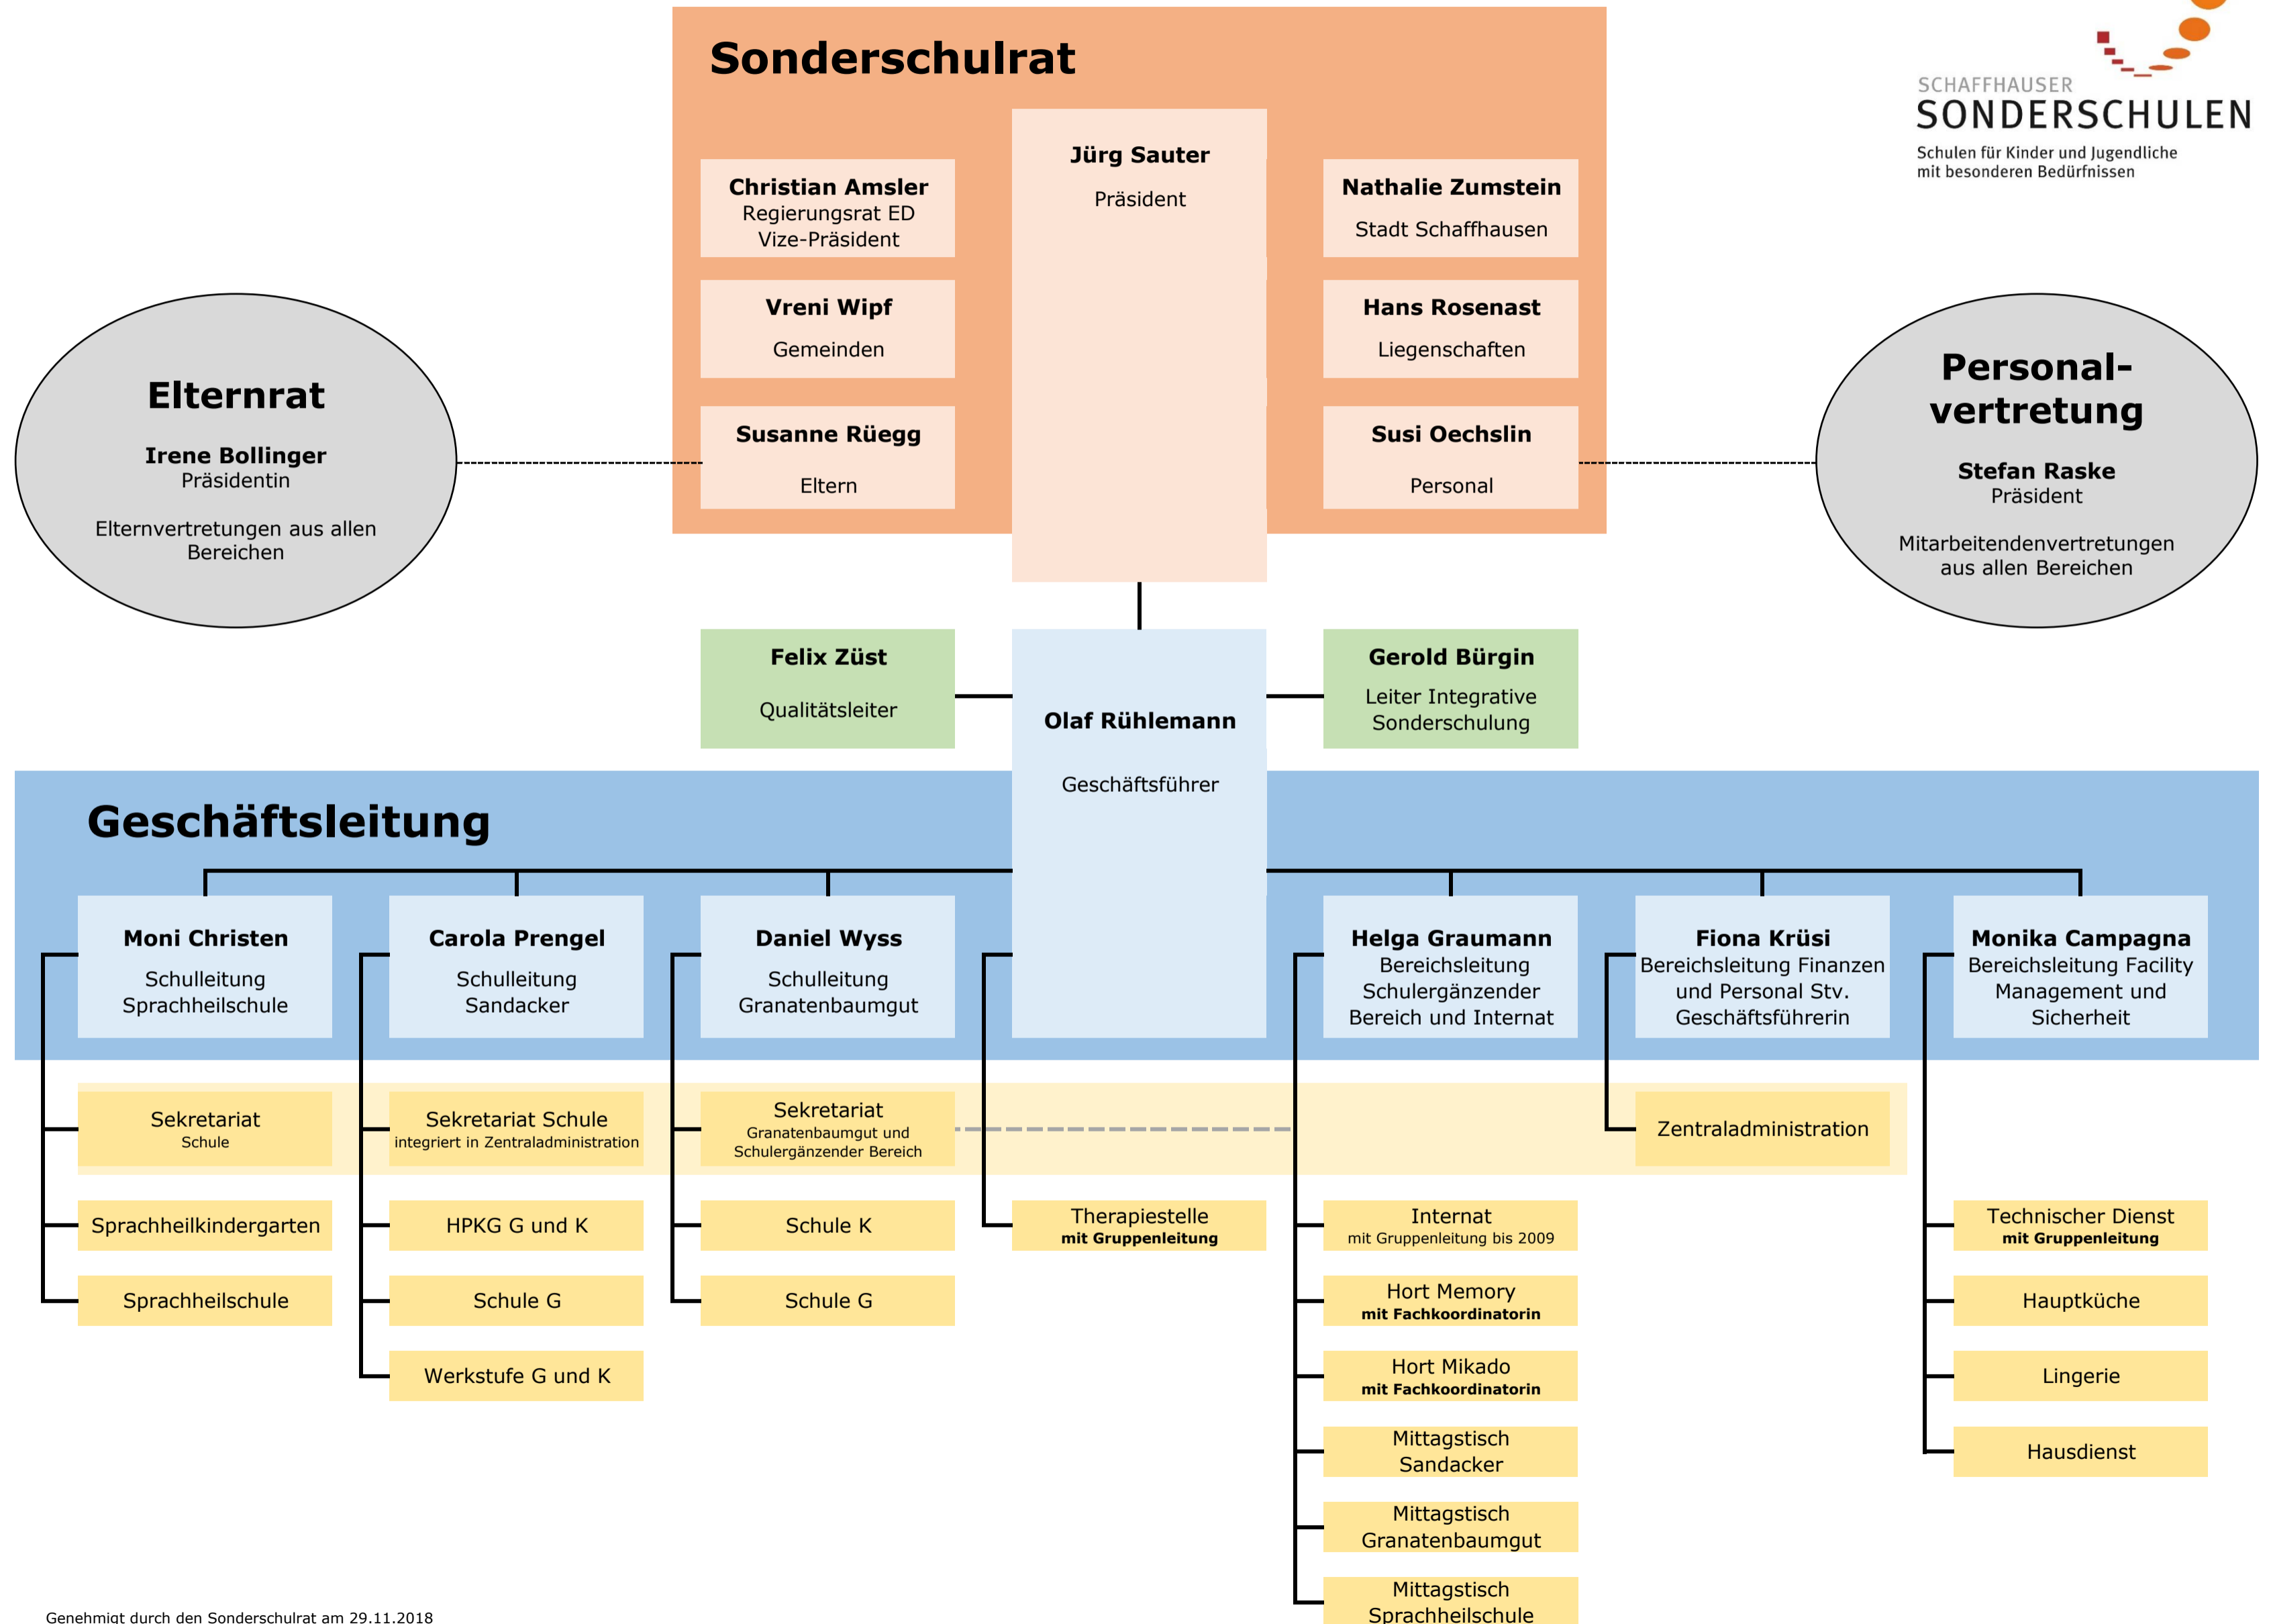 Sonderschulrat
SCHAFFHAUSER
SONDERSCHULEN
Schulen für Kinder und Jugendliche
mit besonderen Bedürfnissen
Jürg Sauter
Präsident
Christian Amsler
Regierungsrat ED
Vize-Präsident
Nathalie Zumstein
Stadt Schaffhausen
Vreni Wipf
Gemeinden
Hans Rosenast
Liegenschaften
Susanne Rüegg
Eltern
Susi Oechslin
Personal
Elternrat
Irene Bollinger
Präsidentin
Elternvertretungen aus allen
Bereichen
Personal-
vertretung
Stefan Raske
Präsident
Mitarbeitendenvertretungen
aus allen Bereichen
Felix Züst
Qualitätsleiter
Olaf Rühlemann
Geschäftsführer
Gerold Bürgin
Leiter Integrative
Sonderschulung
Geschäftsleitung
Moni Christen
Schulleitung
Sprachheilschule
Carola Prengel
Schulleitung
Sandacker
Daniel Wyss
Schulleitung
Granatenbaumgut
Helga Graumann
Bereichsleitung
Schulergänzender
Bereich und Internat
Fiona Krüsi
Bereichsleitung Finanzen
und Personal Stv.
Geschäftsführerin
Monika Campagna
Bereichsleitung Facility
Management und
Sicherheit
Sekretariat
Schule
Sekretariat Schule
integriert in Zentraladministration
Sekretariat
Granatenbaumgut und
Schulergänzender Bereich
Zentraladministration
Sprachheilkindergarten
HPKG G und K
Schule K
Therapiestelle
mit Gruppenleitung
Internat
mit Gruppenleitung bis 2009
Technischer Dienst
mit Gruppenleitung
Sprachheilschule
Schule G
Schule G
Hort Memory
mit Fachkoordinatorin
Hauptküche
Werkstufe G und K
Hort Mikado
mit Fachkoordinatorin
Lingerie
Mittagstisch
Sandacker
Hausdienst
Mittagstisch
Granatenbaumgut
Mittagstisch
Sprachheilschule
Genehmigt durch den Sonderschulrat am 29.11.2018